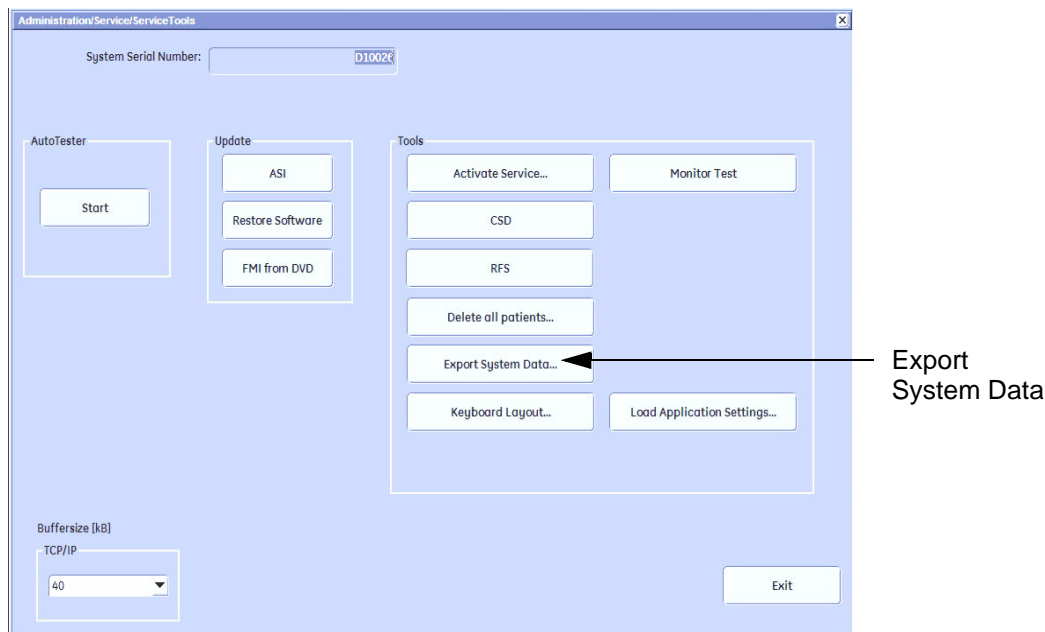 Administration/Service/ServiceTools
System Serial Number:
D10026
AutoTester
Start
Update
ASI
Restore Software
FMI from DVD
Tools
Activate Service...
Monitor Test
CSD
RFS
Delete all patients...
Export System Data...
Keyboard Layout...
Load Application Settings...
Export
System Data
Buffersize [kB]
TCP/IP
40
Exit